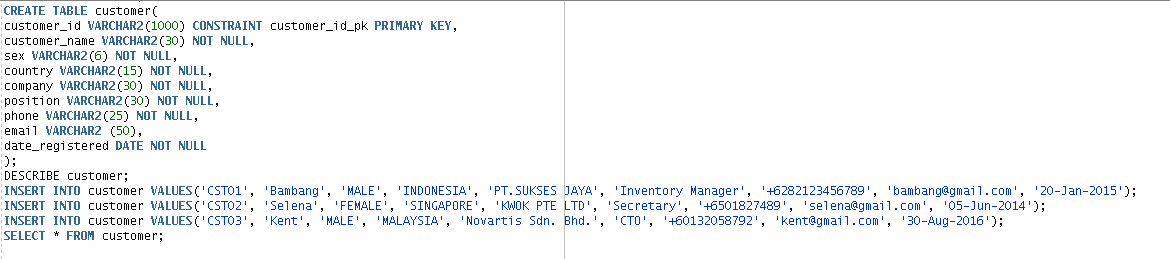 CREATE TABLE customer(
customer_id VARCHAR2(1000) CONSTRAINT customer_id_pk PRIMARY KEY,
customer_name VARCHAR2(30) NOT NULL,
sex VARCHAR2(6) NOT NULL,
country VARCHAR2(15) NOT NULL,
company VARCHAR2(30) NOT NULL,
position VARCHAR2(30) NOT NULL,
phone VARCHAR2(25) NOT NULL,
email VARCHAR2 (50),
date_registered DATE NOT NULL
);
DESCRIBE customer;
INSERT INTO customer VALUES('CST01', 'Bambang', 'MALE', 'INDONESIA', 'PT.SUKSES JAYA', 'Inventory Manager', '+6282123456789', 'bambang@gmail.com', '20-Jan-2015');
INSERT INTO customer VALUES('CST02', 'Selena', 'FEMALE', 'SINGAPORE', 'KWOK PTE LTD', 'Secretary', '+6501827489', 'selena@gmail.com', '05-Jun-2014');
INSERT INTO customer VALUES('CST03', 'Kent', 'MALE', 'MALAYSIA', 'Novartis Sdn. Bhd.', 'CTO', '+60132058792', 'kent@gmail.com', '30-Aug-2016');
SELECT * FROM customer;